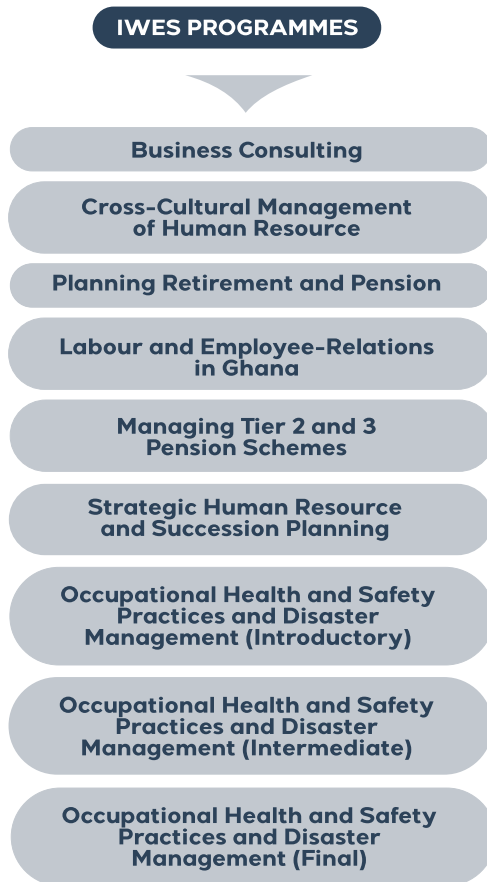 IWES PROGRAMMES
Business Consulting
Cross-Cultural Management
of Human Resource
Planning Retirement and Pension
Labour and Employee-Relations
in Ghana
Managing Tier 2 and 3
Pension Schemes
Strategic Human Resource
and Succession Planning
Occupational Health and Safety
Practices and Disaster
Management (Introductory)
Occupational Health and Safety
Practices and Disaster
Management (Intermediate)
Occupational Health and Safety
Practices and Disaster
Management (Final)